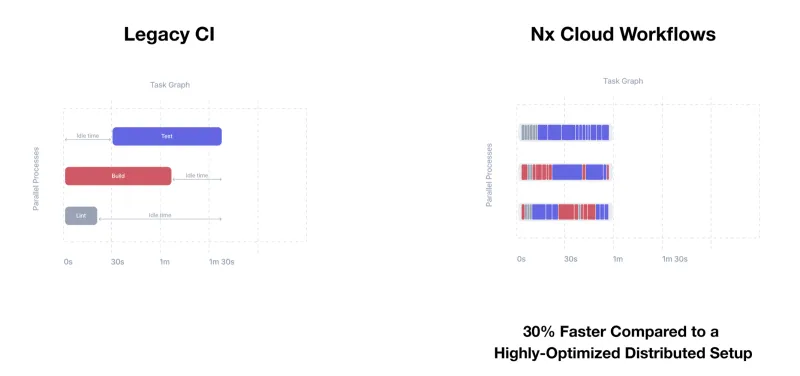 Legacy CI
Task Graph
Parallel Processes
Idle time
Test
Build
Idle time
Lint
Idle time
0s
30s
1m
1m 30s
Nx Cloud Workflows
Task Graph
Parallel Processes
0s
30s
1m
1m 30s
30% Faster Compared to a
Highly-Optimized Distributed Setup